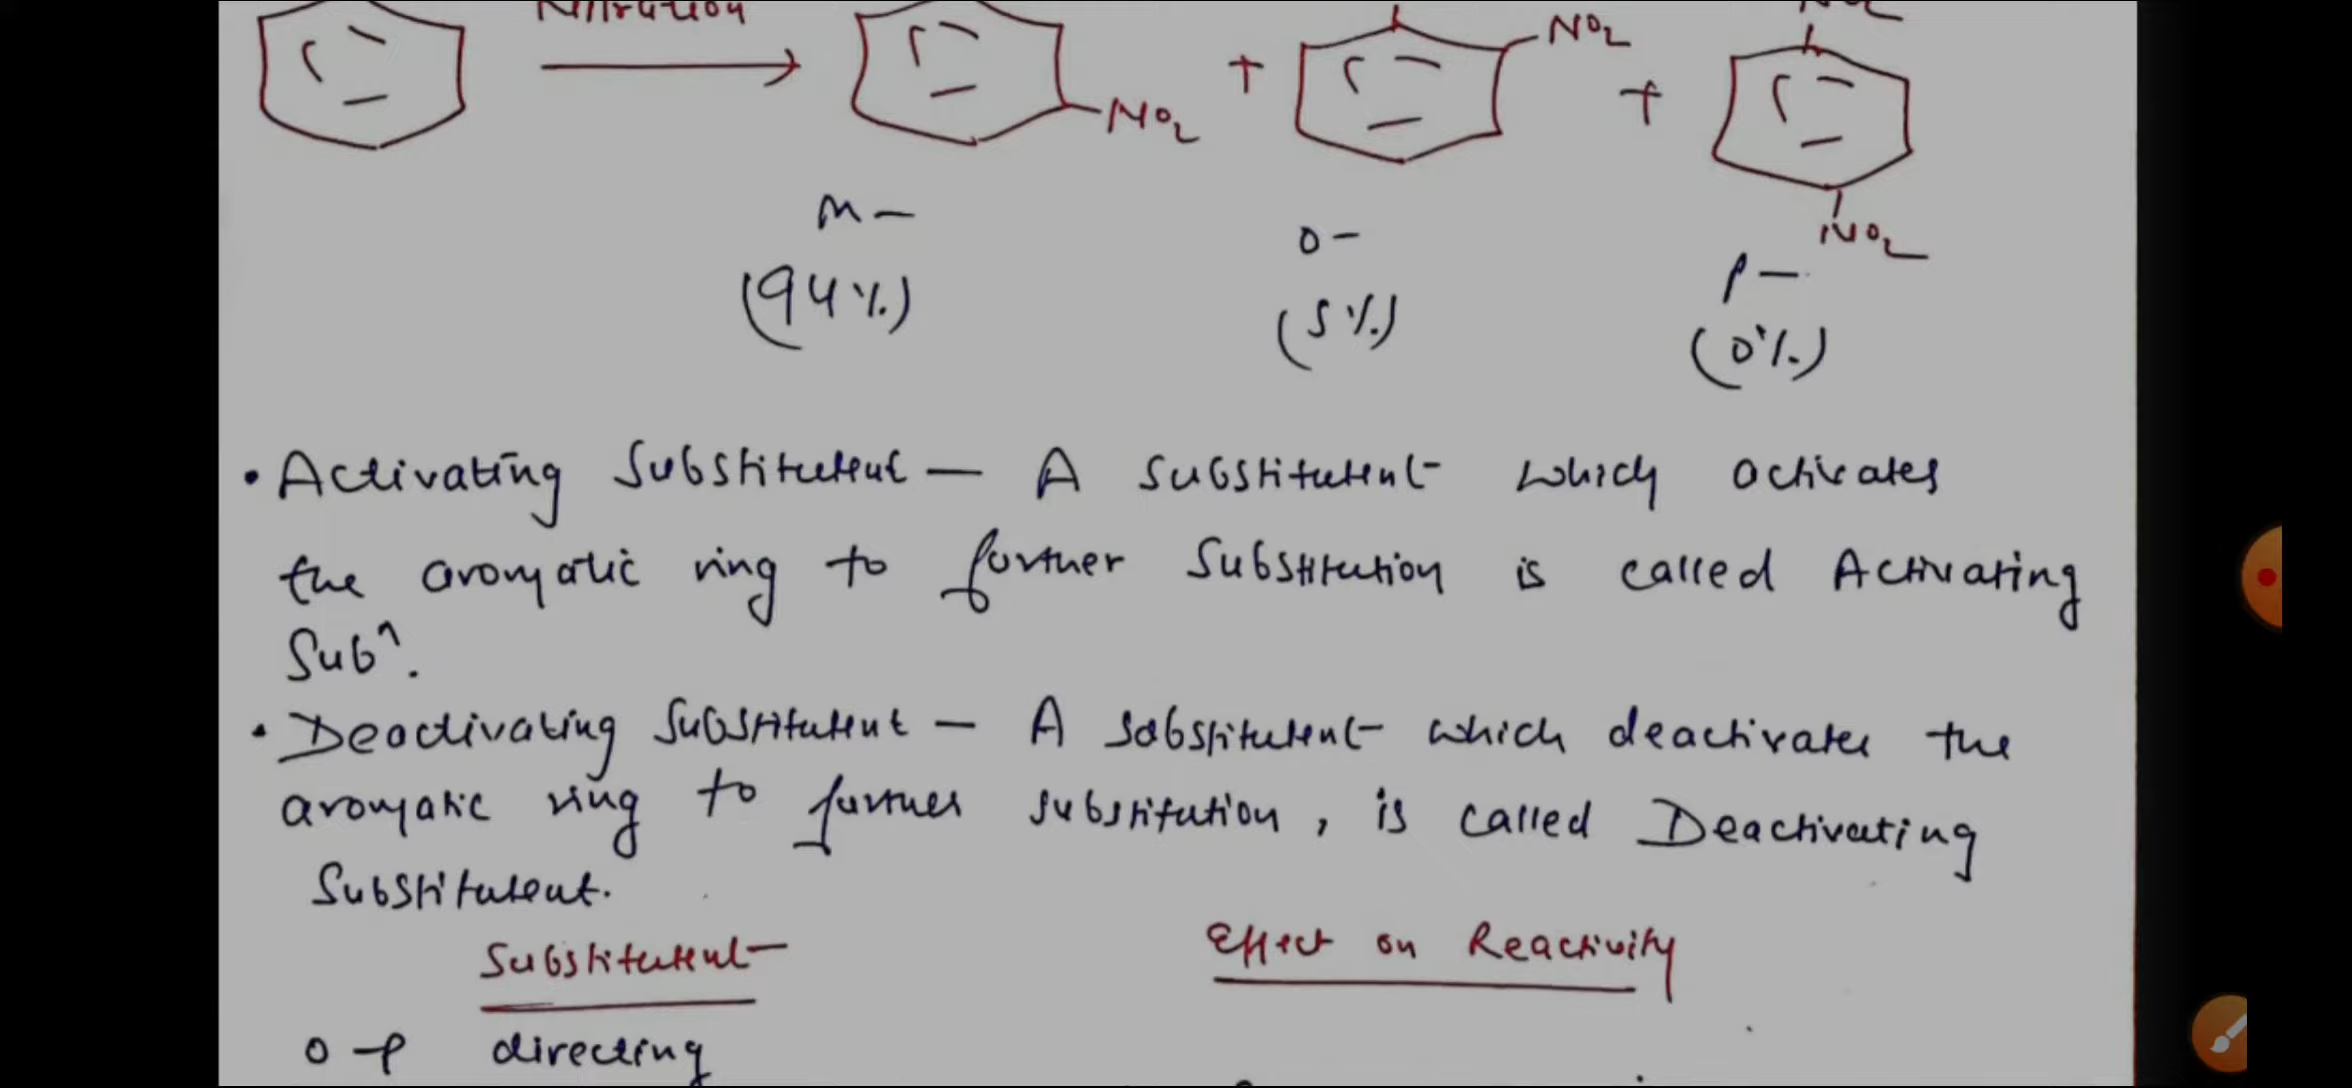 Nitration
NO2
NO2 + NO2 +
NO2
m- o- p-
(94%) (5%) (0%)
• Activating Substituent — A substituent which activates
the aromatic ring to further substitution is called Activating
Subn.
• Deactivating Substituent — A substituent which deactivates the
aromatic ring to further substitution, is called Deactivating
Substituent.
Substituent Effect on Reactivity
o-p directing